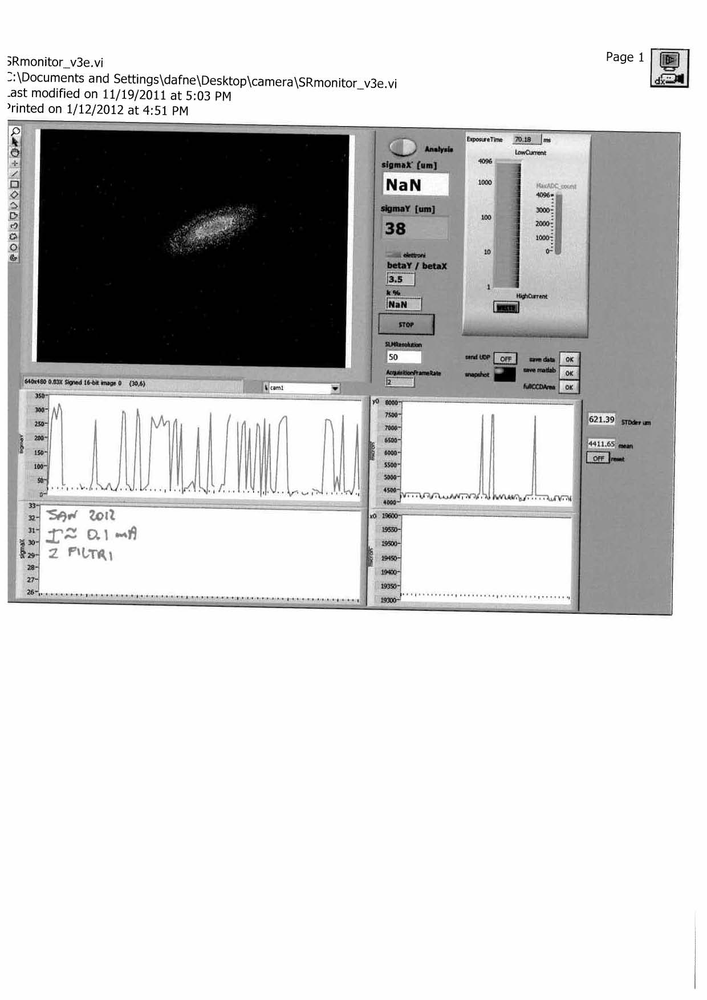 SRmonitor_v3e.vi
C:\Documents and Settings\dafne\Desktop\camera\SRmonitor_v3e.vi
Last modified on 11/19/2011 at 5:03 PM
Printed on 1/12/2012 at 4:51 PM
Page 1
dx
Analysis
sigmaX [um]
NaN
sigmaY [um]
38
elettroni
betaY / betaX
3.5
k %
NaN
STOP
SLMResolution
50
AcquisitionFrameRate
2
ExposureTime 70.18 ms
LowCurrent
4096
1000
100
10
1
HighCurrent
MaxADC_count
4096
3000
2000
1000
0
send UDP OFF
snapshot
save data OK
save matlab OK
fullCCDArea OK
640x480 0.83X Signed 16-bit image 0 (30,6)
cam1
sigmaY
350
300
250
200
150
100
50
0
y0
micron
8000
7500
7000
6500
6000
5500
5000
4500
4000
621.39 STDdev um
4411.65 mean
OFF reset
sigmaX
33
32
31
30
29
28
27
26
2012
I ≈ 0.1 mA
2 FILTRI
x0
micron
19600
19550
19500
19450
19400
19350
19300